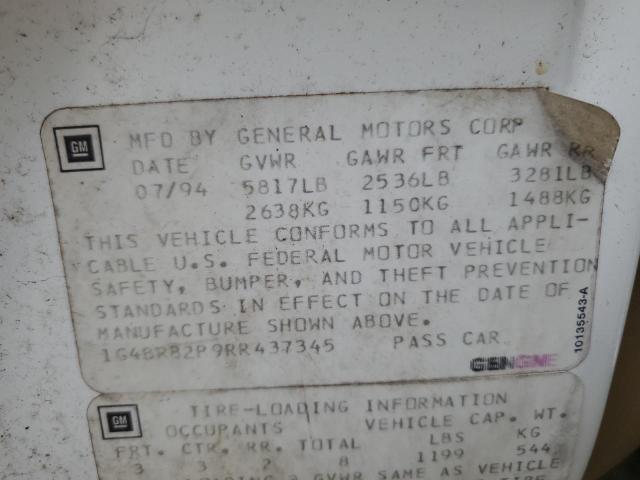 GM
MFD BY GENERAL MOTORS CORP
DATE GVWR GAWR FRT GAWR RR
07/94 5817LB 2536LB 3281LB
2638KG 1150KG 1488KG
THIS VEHICLE CONFORMS TO ALL APPLI-
CABLE U.S. FEDERAL MOTOR VEHICLE
SAFETY, BUMPER, AND THEFT PREVENTION
STANDARDS IN EFFECT ON THE DATE OF
MANUFACTURE SHOWN ABOVE.
1G4BR82P9RR437345 PASS CAR
10135543-A
GM
TIRE-LOADING INFORMATION
OCCUPANTS VEHICLE CAP. WT.
FRT. CTR. RR. TOTAL LBS KG
3 3 2 8 1199 544
GVWR SAME AS VEHICLE